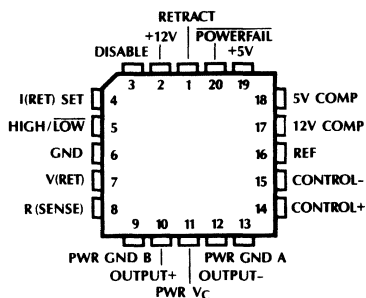 RETRACT
+12V POWERFAIL
DISABLE +5V
3 2 1 20 19
I(RET) SET 4 18 5V COMP
HIGH/LOW 5 17 12V COMP
GND 6 16 REF
V(RET) 7 15 CONTROL-
R(SENSE) 8 14 CONTROL+
9 10 11 12 13
PWR GND B PWR GND A
OUTPUT+ OUTPUT-
PWR VC